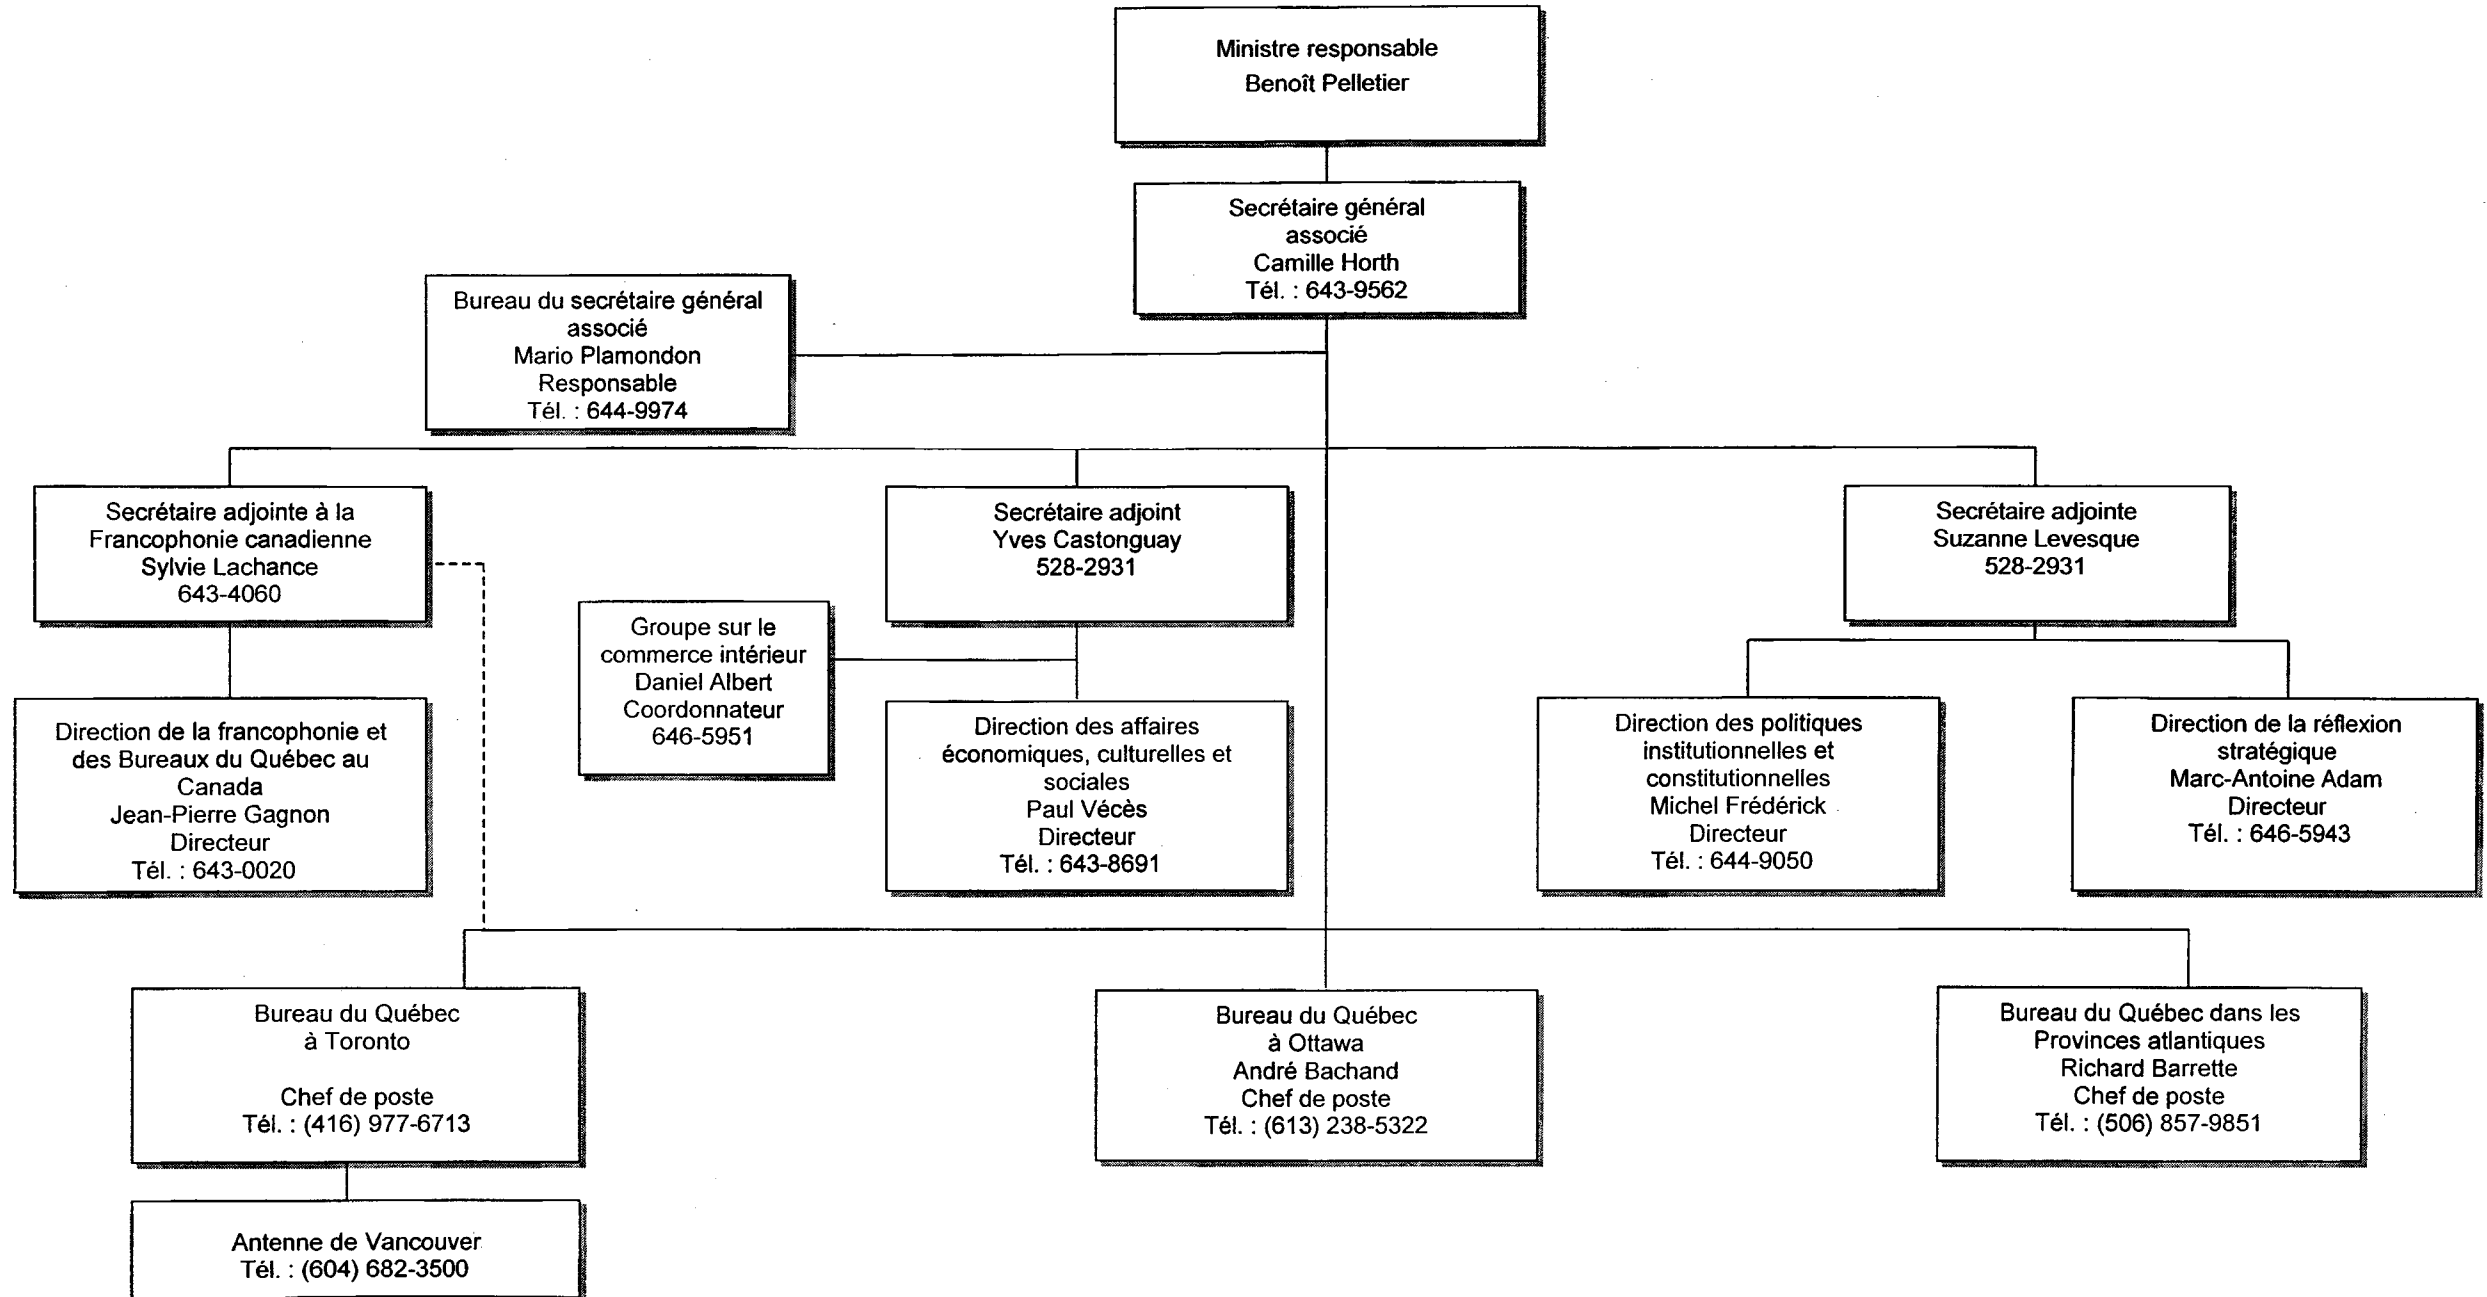 Ministre responsable
Benoît Pelletier
Secrétaire général
associé
Camille Horth
Tél. : 643-9562
Bureau du secrétaire général
associé
Mario Plamondon
Responsable
Tél. : 644-9974
Secrétaire adjointe à la
Francophonie canadienne
Sylvie Lachance
643-4060
Secrétaire adjoint
Yves Castonguay
528-2931
Secrétaire adjointe
Suzanne Levesque
528-2931
Groupe sur le
commerce intérieur
Daniel Albert
Coordonnateur
646-5951
Direction de la francophonie et
des Bureaux du Québec au
Canada
Jean-Pierre Gagnon
Directeur
Tél. : 643-0020
Direction des affaires
économiques, culturelles et
sociales
Paul Vécès
Directeur
Tél. : 643-8691
Direction des politiques
institutionnelles et
constitutionnelles
Michel Frédérick
Directeur
Tél. : 644-9050
Direction de la réflexion
stratégique
Marc-Antoine Adam
Directeur
Tél. : 646-5943
Bureau du Québec
à Toronto
Chef de poste
Tél. : (416) 977-6713
Bureau du Québec
à Ottawa
André Bachand
Chef de poste
Tél. : (613) 238-5322
Bureau du Québec dans les
Provinces atlantiques
Richard Barrette
Chef de poste
Tél. : (506) 857-9851
Antenne de Vancouver
Tél. : (604) 682-3500